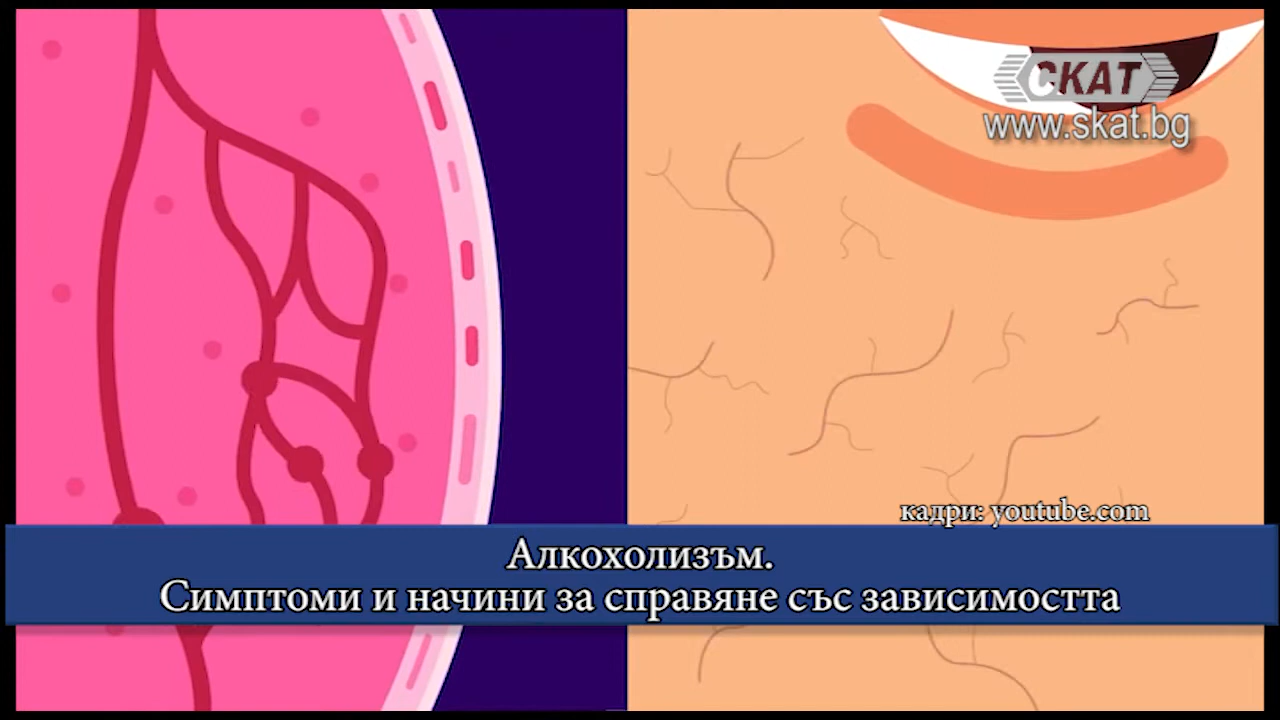 СКАТ
www.skat.bg
кадри: youtube.com
Алкохолизъм.
Симптоми и начини за справяне със зависимостта